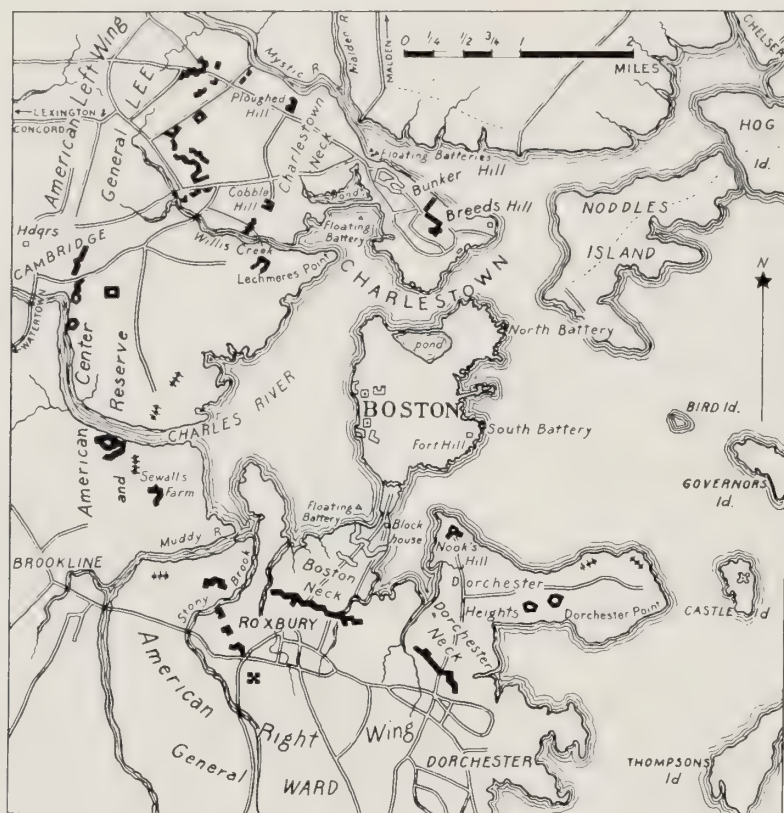 0 1/4 1/2 3/4 1 2
MILES
CHELSEA
Mystic R
Malden R
MALDEN
American Left Wing
General LEE
LEXINGTON &
CONCORD
Ploughed
Hill
Charlestown
Neck
HOG
Id.
Floating Batteries
Bunker
Hill
Breeds Hill
NODDLES
ISLAND
Cobble
Hill
Pond
Floating
Battery
Willis Creek
Lechmeres Point
Hdqrs
CAMBRIDGE
WATERTOWN
CHARLESTOWN
N
North Battery
pond
American Center
and Reserve
CHARLES RIVER
BOSTON
South Battery
Fort Hill
BIRD Id.
GOVERNORS
Id.
Sewalls
Farm
Floating
Battery
Block
house
Muddy R
BROOKLINE
Stony Brook
Boston
Neck
Nook's
Hill
Dorchester
Heights
Dorchester Point
CASTLE Id
ROXBURY
Dorchester
Neck
American Right Wing
General WARD
DORCHESTER
THOMPSONS
Id